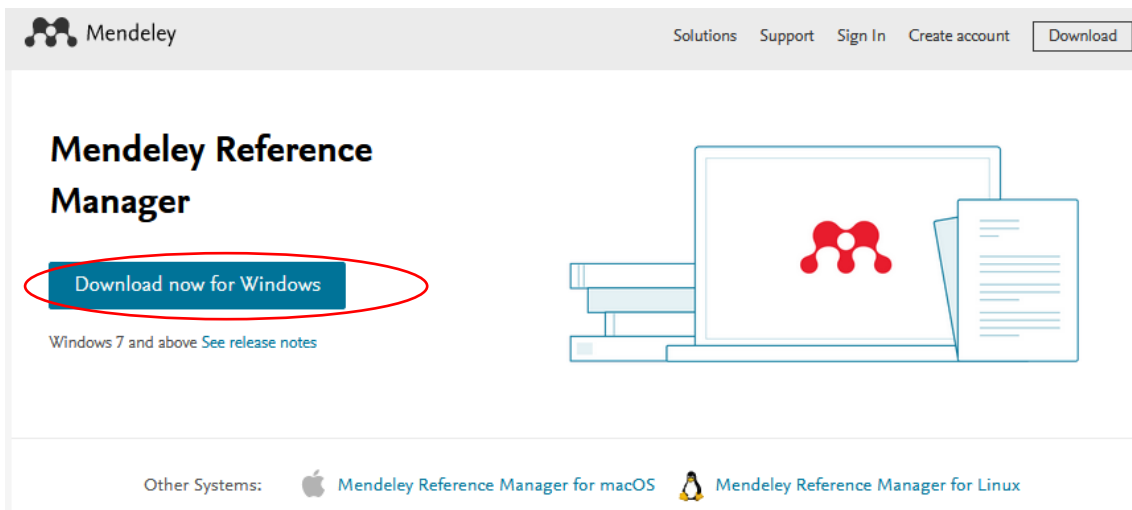 Mendeley
Solutions Support Sign In Create account Download
Mendeley Reference
Manager
Download now for Windows
Windows 7 and above See release notes
Other Systems: Mendeley Reference Manager for macOS Mendeley Reference Manager for Linux